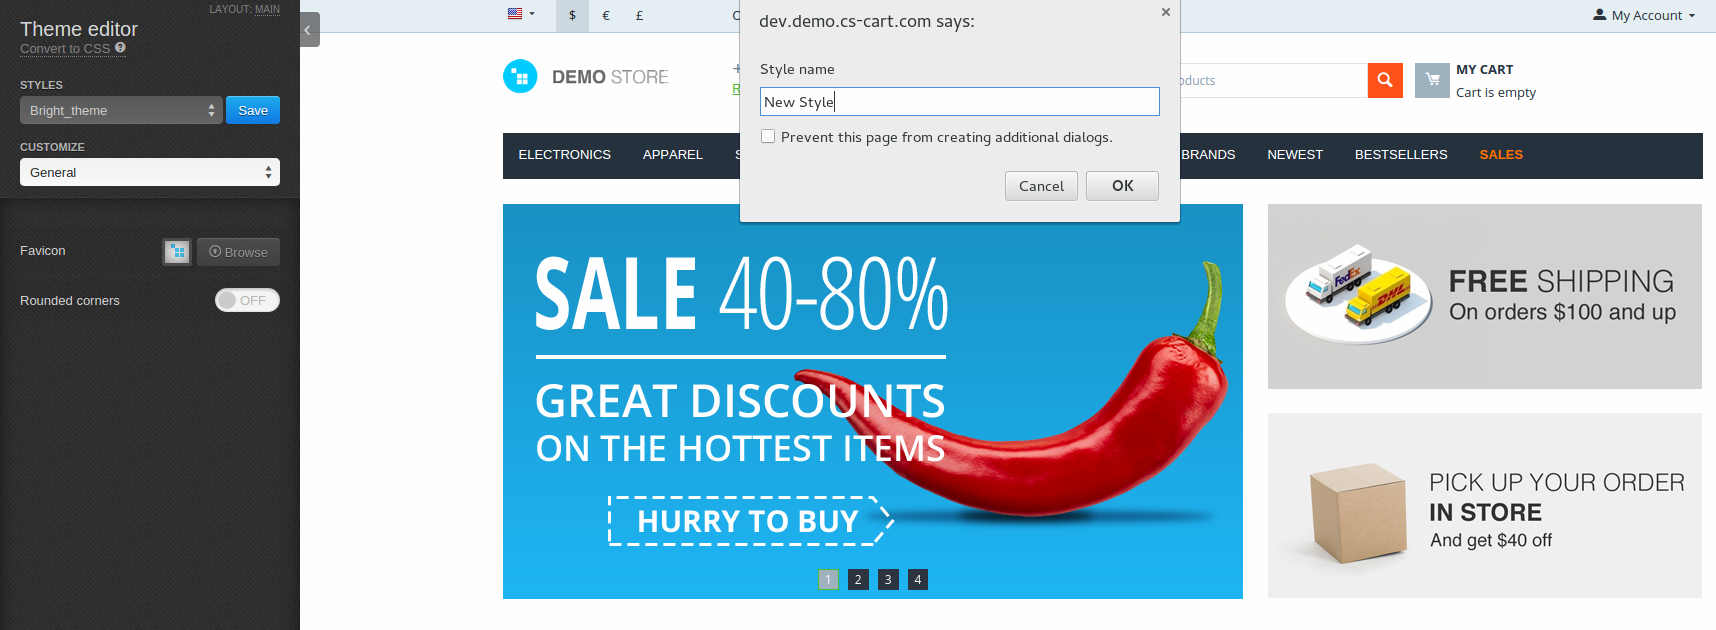 LAYOUT: MAIN
Theme editor
Convert to CSS ?
STYLES
Bright_theme
Save
CUSTOMIZE
General
Favicon
Browse
Rounded corners
OFF
$ € £
My Account
DEMO STORE
dev.demo.cs-cart.com says:
Style name
New Style
Prevent this page from creating additional dialogs.
Cancel
OK
MY CART
Cart is empty
ELECTRONICS APPAREL BRANDS NEWEST BESTSELLERS SALES
SALE 40-80%
GREAT DISCOUNTS
ON THE HOTTEST ITEMS
HURRY TO BUY
1 2 3 4
FedEx
DHL
FREE SHIPPING
On orders $100 and up
PICK UP YOUR ORDER
IN STORE
And get $40 off